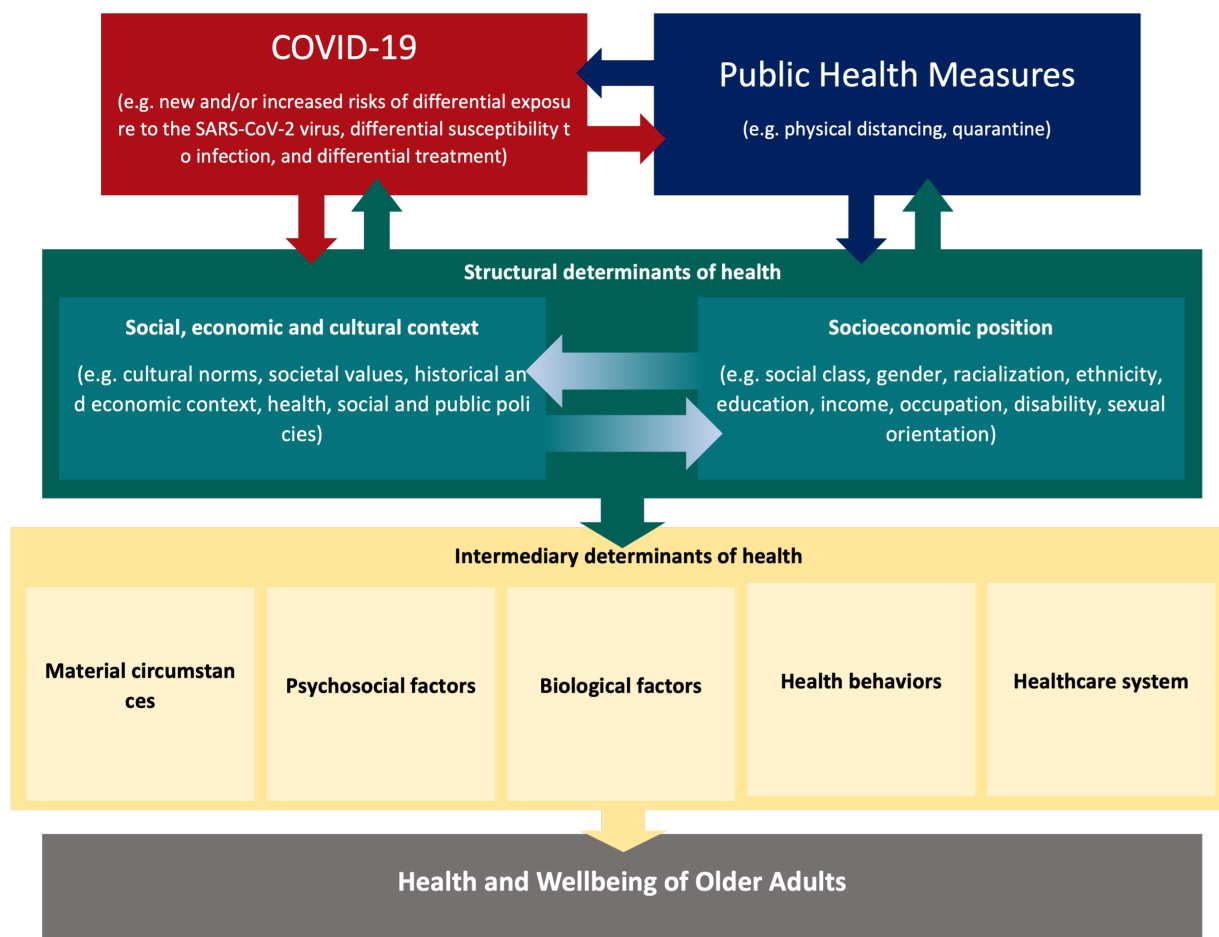 COVID-19
(e.g. new and/or increased risks of differential exposu
re to the SARS-CoV-2 virus, differential susceptibility t
o infection, and differential treatment)
Public Health Measures
(e.g. physical distancing, quarantine)
Structural determinants of health
Social, economic and cultural context
(e.g. cultural norms, societal values, historical an
d economic context, health, social and public poli
cies)
Socioeconomic position
(e.g. social class, gender, racialization, ethnicity,
education, income, occupation, disability, sexual
orientation)
Intermediary determinants of health
Material circumstan
ces
Psychosocial factors
Biological factors
Health behaviors
Healthcare system
Health and Wellbeing of Older Adults